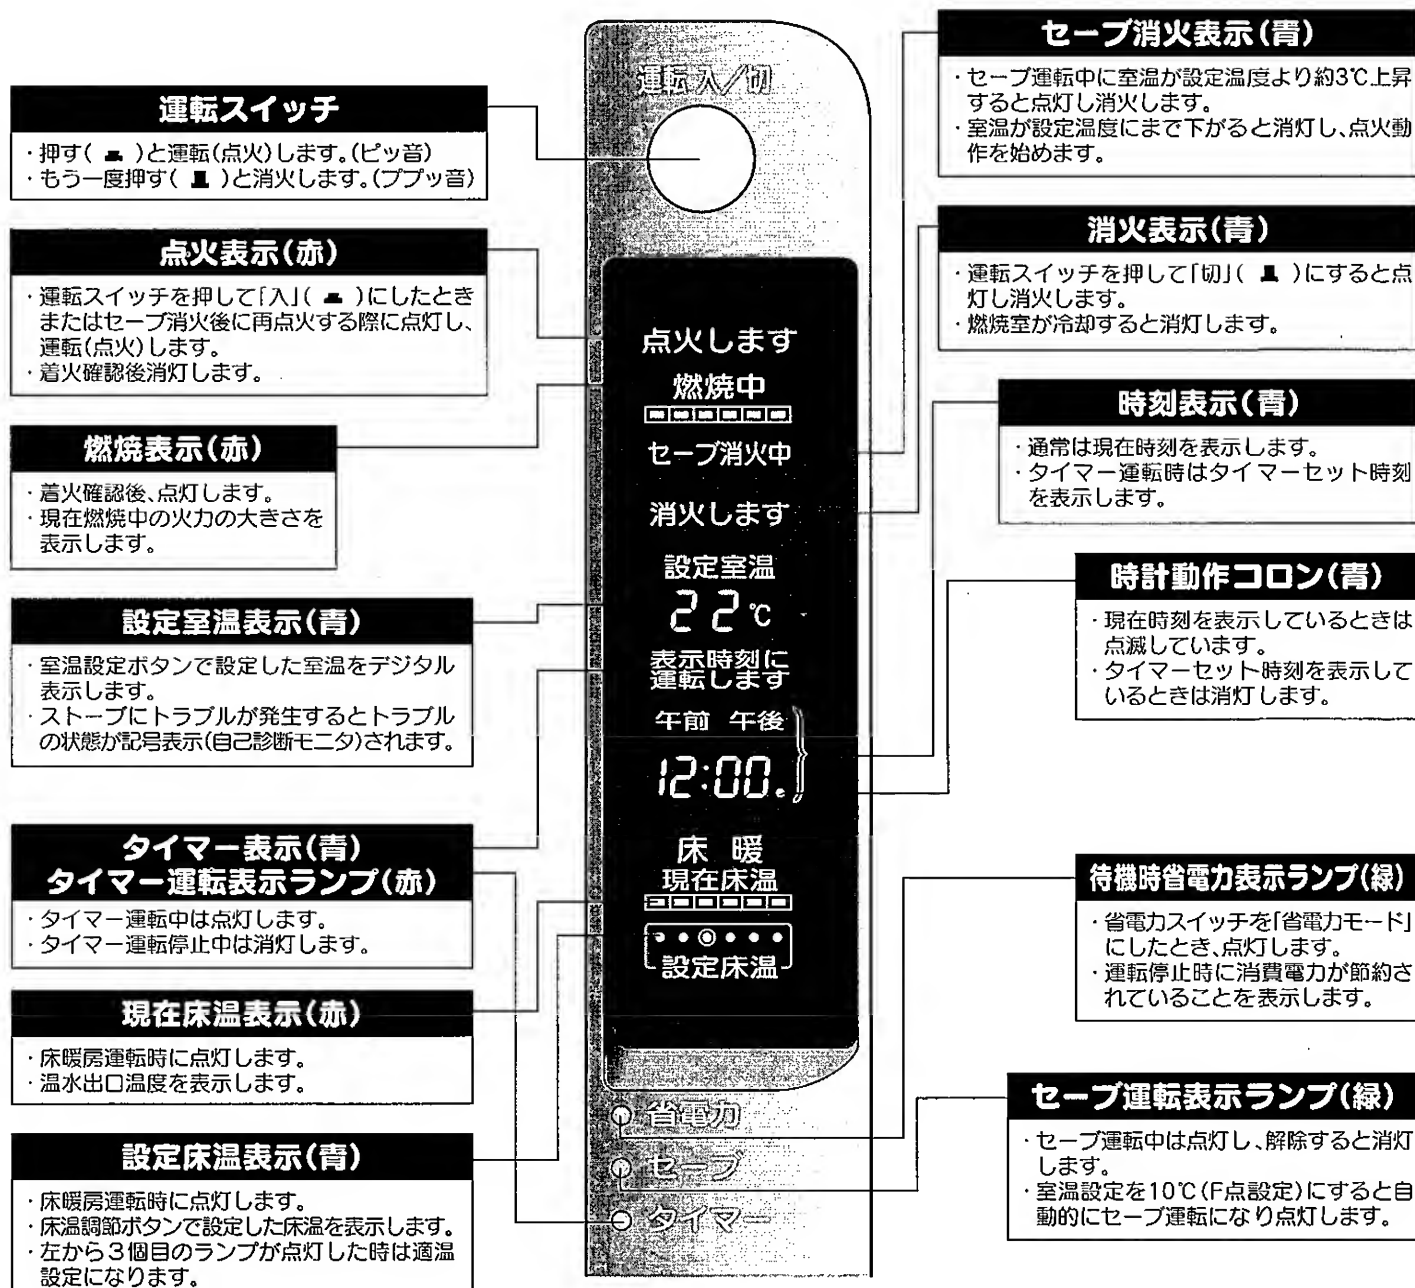 運転スイッチ
・押す( )と運転(点火)します。(ピッ音)
・もう一度押す( )と消火します。(ププッ音)
点火表示(赤)
・運転スイッチを押して「入」( )にしたとき
またはセーブ消火後に再点火する際に点灯し、
運転(点火)します。
・着火確認後消灯します。
燃焼表示(赤)
・着火確認後、点灯します。
・現在燃焼中の火力の大きさを
表示します。
設定室温表示(青)
・室温設定ボタンで設定した室温をデジタル
表示します。
・ストーブにトラブルが発生するとトラブル
の状態が記号表示(自己診断モニタ)されます。
タイマー表示(青)
タイマー運転表示ランプ(赤)
・タイマー運転中は点灯します。
・タイマー運転停止中は消灯します。
現在床温表示(赤)
・床暖房運転時に点灯します。
・温水出口温度を表示します。
設定床温表示(青)
・床暖房運転時に点灯します。
・床温調節ボタンで設定した床温を表示します。
・左から3個目のランプが点灯した時は適温
設定になります。
運転 入/切
点火します
燃焼中
セーブ消火中
消火します
設定室温
22℃
表示時刻に
運転します
午前 午後
12:00.
床 暖
現在床温
設定床温
省電力
セーブ
タイマー
セーブ消火表示(青)
・セーブ運転中に室温が設定温度より約3℃上昇
すると点灯し消火します。
・室温が設定温度にまで下がると消灯し、点火動
作を始めます。
消火表示(青)
・運転スイッチを押して「切」( )にすると点
灯し消火します。
・燃焼室が冷却すると消灯します。
時刻表示(青)
・通常は現在時刻を表示します。
・タイマー運転時はタイマーセット時刻
を表示します。
時計動作コロン(青)
・現在時刻を表示しているときは
点滅しています。
・タイマーセット時刻を表示して
いるときは消灯します。
待機時省電力表示ランプ(緑)
・省電力スイッチを「省電力モード」
にしたとき、点灯します。
・運転停止時に消費電力が節約さ
れていることを表示します。
セーブ運転表示ランプ(緑)
・セーブ運転中は点灯し、解除すると消灯
します。
・室温設定を10℃(F点設定)にすると自
動的にセーブ運転になり点灯します。